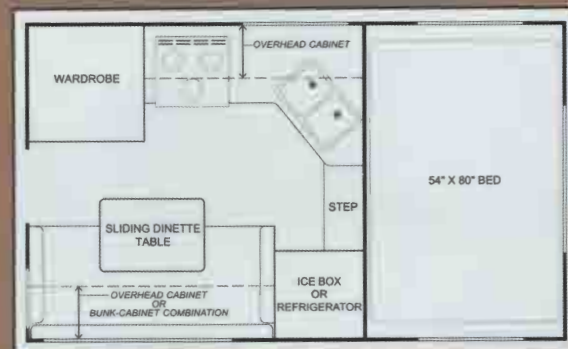 OVERHEAD CABINET
WARDROBE
54" X 80" BED
STEP
SLIDING DINETTE
TABLE
ICE BOX
OR
REFRIGERATOR
OVERHEAD CABINET
OR
BUNK-CABINET COMBINATION